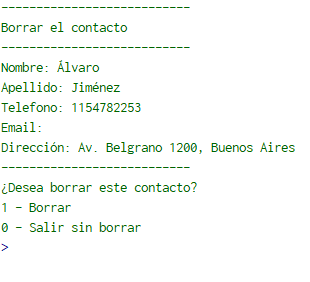 ---------------------------
Borrar el contacto
---------------------------
Nombre: Álvaro
Apellido: Jiménez
Telefono: 1154782253
Email:
Dirección: Av. Belgrano 1200, Buenos Aires
---------------------------
¿Desea borrar este contacto?
1 - Borrar
0 - Salir sin borrar
>